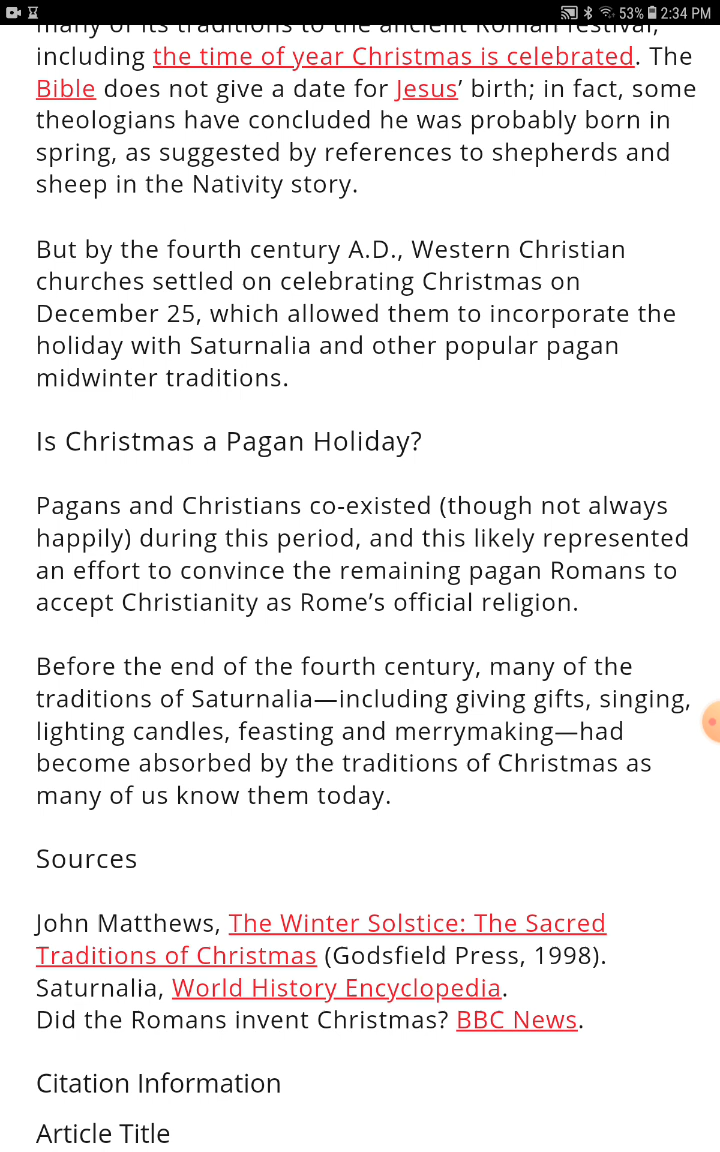 53% 2:34 PM
many of its traditions to the ancient Roman festival,
including the time of year Christmas is celebrated. The
Bible does not give a date for Jesus’ birth; in fact, some
theologians have concluded he was probably born in
spring, as suggested by references to shepherds and
sheep in the Nativity story.
But by the fourth century A.D., Western Christian
churches settled on celebrating Christmas on
December 25, which allowed them to incorporate the
holiday with Saturnalia and other popular pagan
midwinter traditions.
Is Christmas a Pagan Holiday?
Pagans and Christians co-existed (though not always
happily) during this period, and this likely represented
an effort to convince the remaining pagan Romans to
accept Christianity as Rome’s official religion.
Before the end of the fourth century, many of the
traditions of Saturnalia—including giving gifts, singing,
lighting candles, feasting and merrymaking—had
become absorbed by the traditions of Christmas as
many of us know them today.
Sources
John Matthews, The Winter Solstice: The Sacred
Traditions of Christmas (Godsfield Press, 1998).
Saturnalia, World History Encyclopedia.
Did the Romans invent Christmas? BBC News.
Citation Information
Article Title